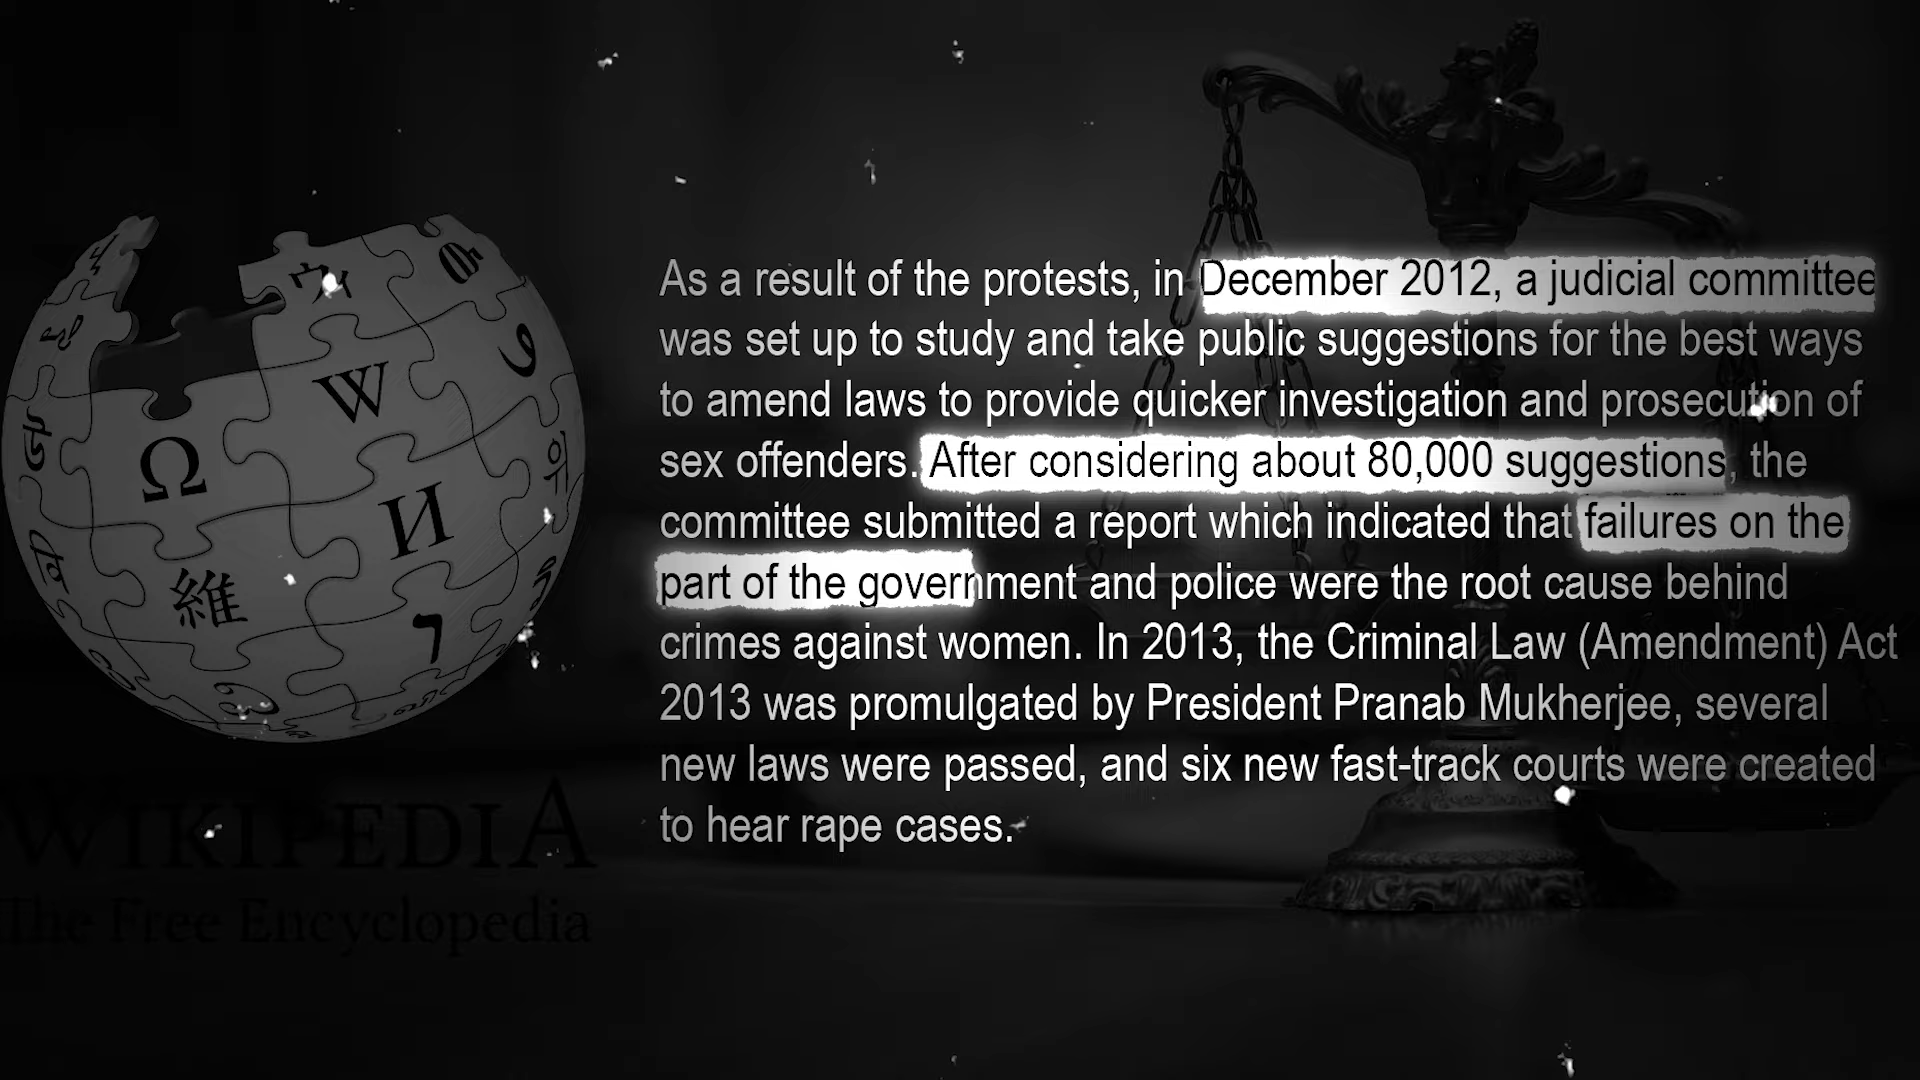 As a result of the protests, in December 2012, a judicial committee
was set up to study and take public suggestions for the best ways
to amend laws to provide quicker investigation and prosecution of
sex offenders. After considering about 80,000 suggestions, the
committee submitted a report which indicated that failures on the
part of the government and police were the root cause behind
crimes against women. In 2013, the Criminal Law (Amendment) Act
2013 was promulgated by President Pranab Mukherjee, several
new laws were passed, and six new fast-track courts were created
to hear rape cases.
ウィ
W
Ω
И
維
WIKIPEDIA
The Free Encyclopedia